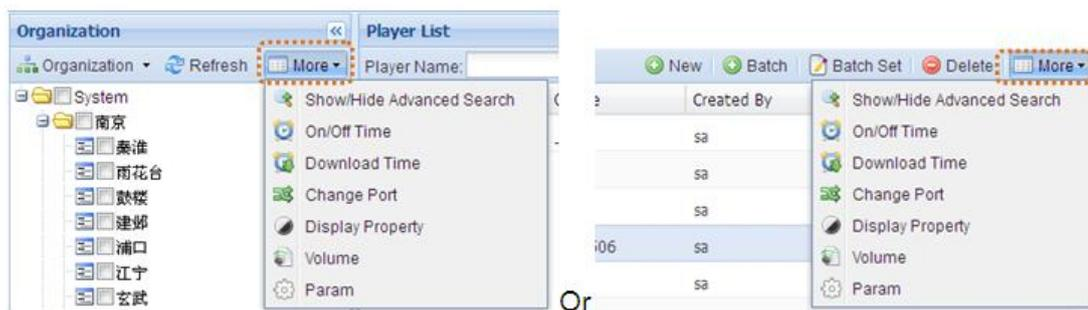 Organization
Player List
Organization
Refresh
More
Player Name:
System
南京
秦淮
雨花台
鼓楼
建邺
浦口
江宁
玄武
Show/Hide Advanced Search
On/Off Time
Download Time
Change Port
Display Property
Volume
Param
Or
New
Batch
Batch Set
Delete
More
Created By
sa
sa
sa
506
sa
sa
Show/Hide Advanced Search
On/Off Time
Download Time
Change Port
Display Property
Volume
Param